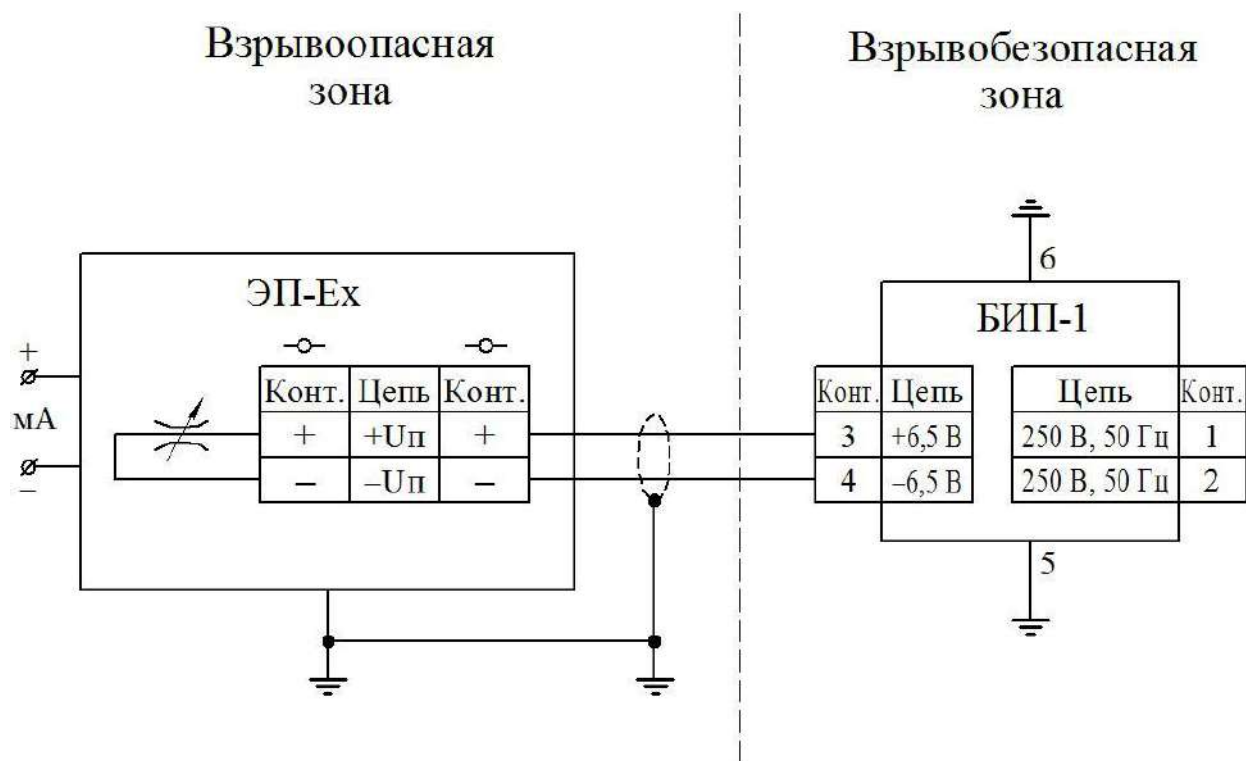 Взрывоопасная
зона
Взрывобезопасная
зона
6
ЭП-Ех
БИП-1
+
мА
–
Конт. Цепь Конт.
+ +Uп +
– –Uп –
Конт. Цепь
3 +6,5 В
4 –6,5 В
Цепь Конт.
250 В, 50 Гц 1
250 В, 50 Гц 2
5